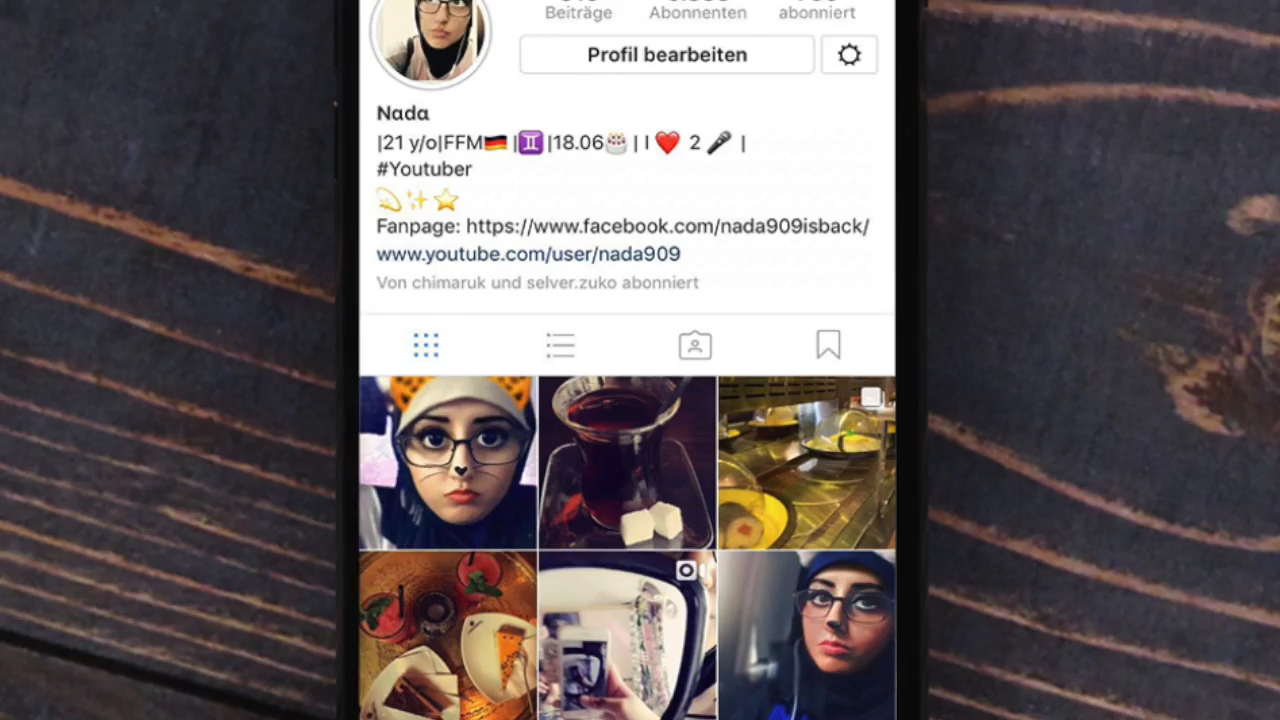 Beiträge Abonnenten abonniert
Profil bearbeiten
Nada
|21 y/o|FFM🇩🇪 |♊|18.06🎂 | I ❤️ 2 🎤 |
#Youtuber
💫✨⭐
Fanpage: https://www.facebook.com/nada909isback/
www.youtube.com/user/nada909
Von chimaruk und selver.zuko abonniert